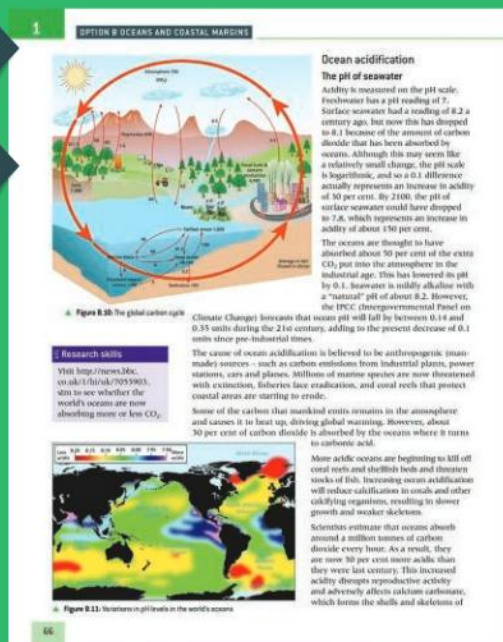 1
OPTION B OCEANS AND COASTAL MARGINS
Ocean acidification
The pH of seawater
Acidity is measured on the pH scale.
Freshwater has a pH reading of 7.
Surface seawater had a reading of 8.2 a
century ago, but now this has dropped
to 8.1 because of the amount of carbon
dioxide that has been absorbed by
oceans. Although this may seem like
a relatively small change, the pH scale
is logarithmic, and so a 0.1 difference
actually represents an increase in acidity
of 30 per cent. By 2100, the pH of
surface seawater could have dropped
to 7.8, which represents an increase in
acidity of about 150 per cent.
The oceans are thought to have
absorbed about 50 per cent of the extra
CO₂ put into the atmosphere in the
industrial age. This has lowered its pH
by 0.1. Seawater is mildly alkaline with
a "natural" pH of about 8.2. However,
the IPCC (Intergovernmental Panel on
Climate Change) forecasts that ocean pH will fall by between 0.14 and
0.35 units during the 21st century, adding to the present decrease of 0.1
units since pre-industrial times.
Figure B.10: The global carbon cycle
Research skills
Visit http://news.bbc.
co.uk/1/hi/uk/7053903.
stm to see whether the
world's oceans are now
absorbing more or less CO₂.
The cause of ocean acidification is believed to be anthropogenic (man-
made) sources – such as carbon emissions from industrial plants, power
stations, cars and planes. Millions of marine species are now threatened
with extinction, fisheries face eradication, and coral reefs that protect
coastal areas are starting to erode.
Some of the carbon that mankind emits remains in the atmosphere
and causes it to heat up, driving global warming. However, about
30 per cent of carbon dioxide is absorbed by the oceans where it turns
to carbonic acid.
More acidic oceans are beginning to kill off
coral reefs and shellfish beds and threaten
stocks of fish. Increasing ocean acidification
will reduce calcification in corals and other
calcifying organisms, resulting in slower
growth and weaker skeletons.
Scientists estimate that oceans absorb
around a million tonnes of carbon
dioxide every hour. As a result, they
are now 30 per cent more acidic than
they were last century. This increased
acidity disrupts reproductive activity
and adversely affects calcium carbonate,
which forms the shells and skeletons of
Figure B.11: Variations in pH levels in the world's oceans
66